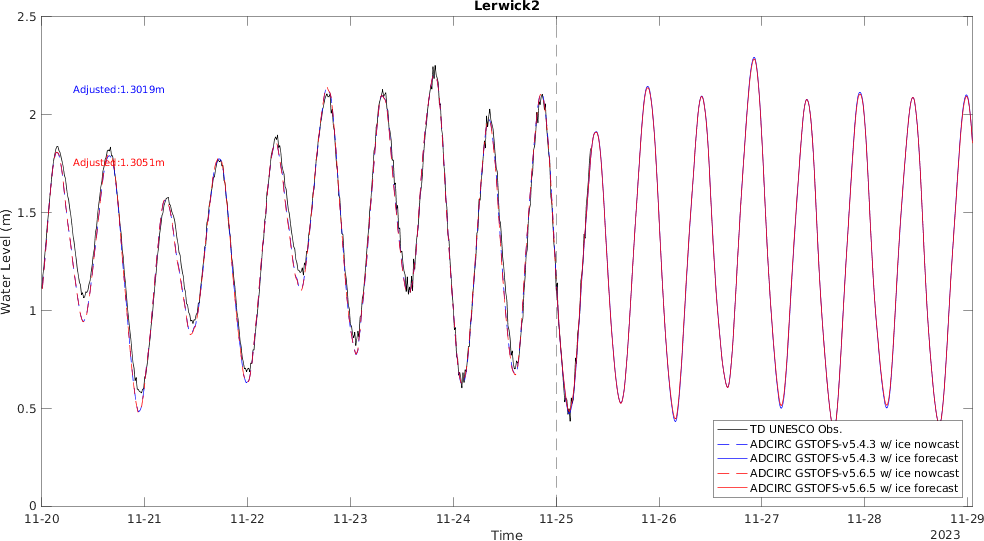 Lerwick2
2.5
2
1.5
1
0.5
0
Water Level (m)
Adjusted:1.3019m
Adjusted:1.3051m
TD UNESCO Obs.
ADCIRC GSTOFS-v5.4.3 w/ ice nowcast
ADCIRC GSTOFS-v5.4.3 w/ ice forecast
ADCIRC GSTOFS-v5.6.5 w/ ice nowcast
ADCIRC GSTOFS-v5.6.5 w/ ice forecast
11-20 11-21 11-22 11-23 11-24 11-25 11-26 11-27 11-28 11-29
Time
2023